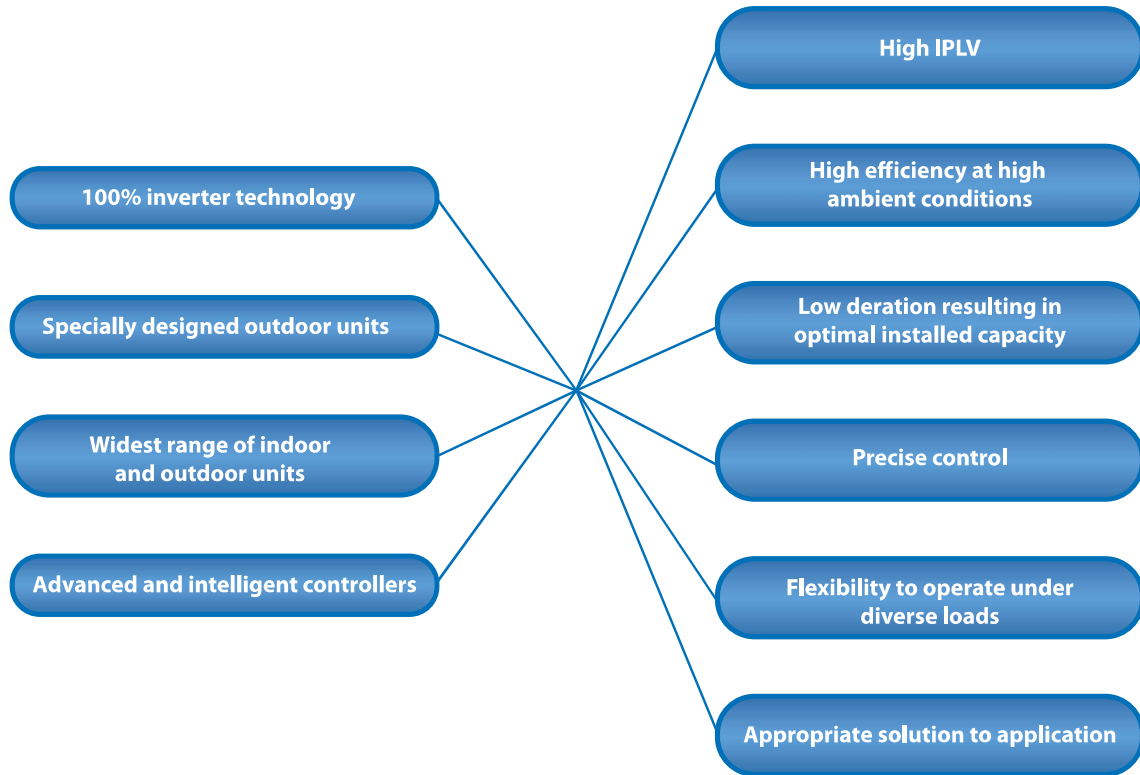 100% inverter technology
Specially designed outdoor units
Widest range of indoor
and outdoor units
Advanced and intelligent controllers
High IPLV
High efficiency at high
ambient conditions
Low deration resulting in
optimal installed capacity
Precise control
Flexibility to operate under
diverse loads
Appropriate solution to application